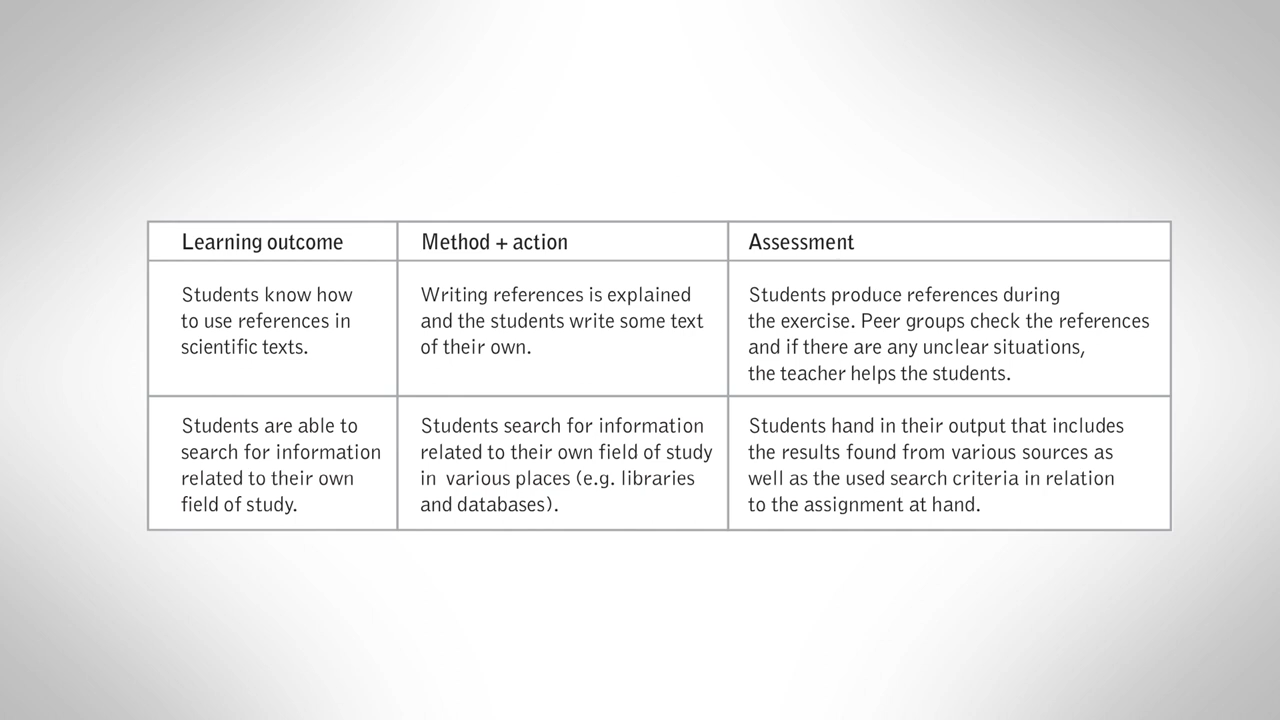 Learning outcome
Method + action
Assessment
Students know how
to use references in
scientific texts.
Writing references is explained
and the students write some text
of their own.
Students produce references during
the exercise. Peer groups check the references
and if there are any unclear situations,
the teacher helps the students.
Students are able to
search for information
related to their own
field of study.
Students search for information
related to their own field of study
in various places (e.g. libraries
and databases).
Students hand in their output that includes
the results found from various sources as
well as the used search criteria in relation
to the assignment at hand.